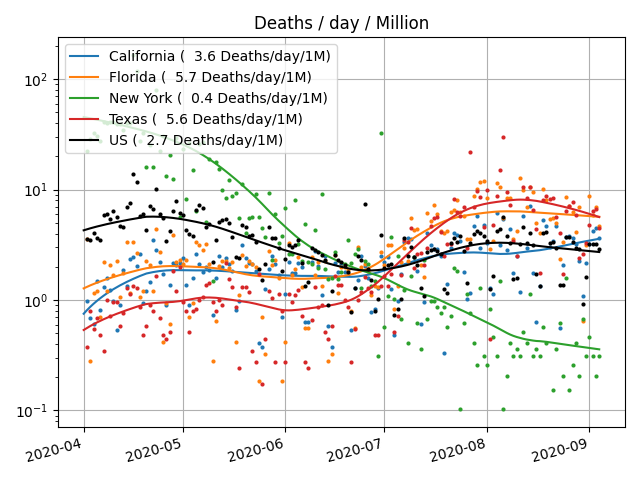 Deaths / day / Million
California (  3.6 Deaths/day/1M)
Florida (  5.7 Deaths/day/1M)
New York (  0.4 Deaths/day/1M)
Texas (  5.6 Deaths/day/1M)
US (  2.7 Deaths/day/1M)
10²
10¹
10⁰
10⁻¹
2020-04 2020-05 2020-06 2020-07 2020-08 2020-09